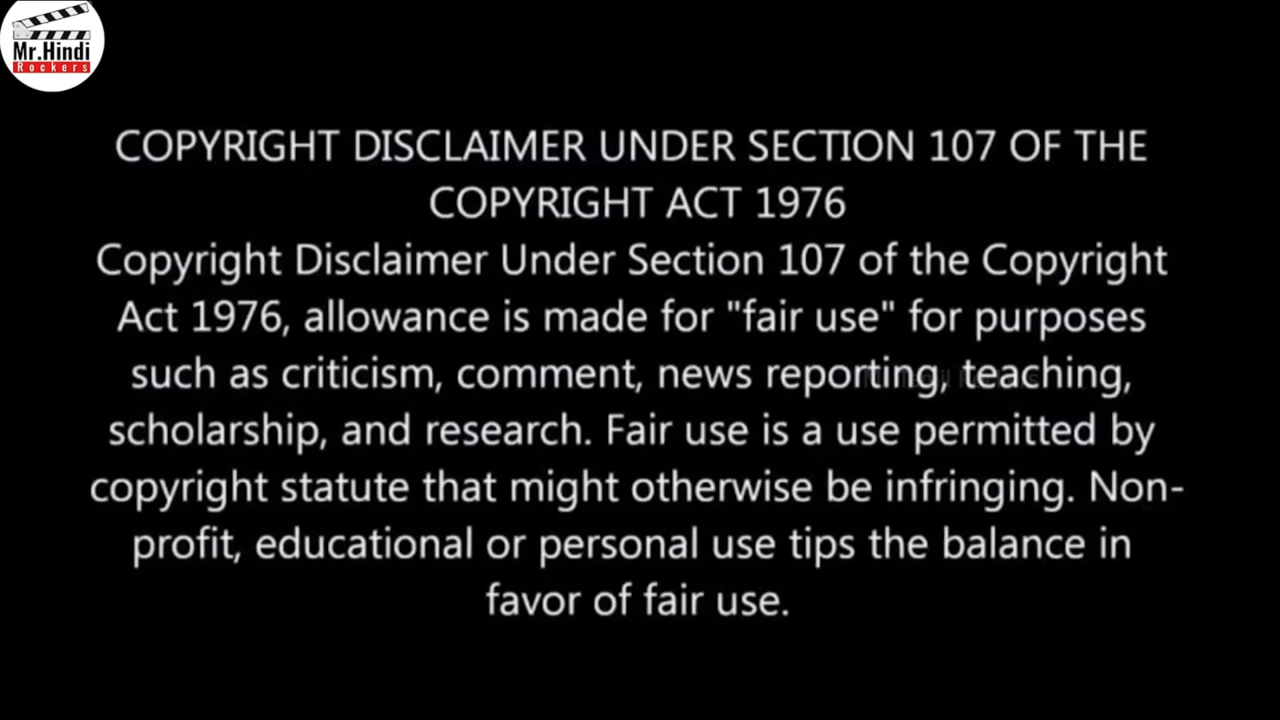 Mr.Hindi
Rockers
COPYRIGHT DISCLAIMER UNDER SECTION 107 OF THE
COPYRIGHT ACT 1976
Copyright Disclaimer Under Section 107 of the Copyright
Act 1976, allowance is made for "fair use" for purposes
such as criticism, comment, news reporting, teaching,
scholarship, and research. Fair use is a use permitted by
copyright statute that might otherwise be infringing. Non-
profit, educational or personal use tips the balance in
favor of fair use.